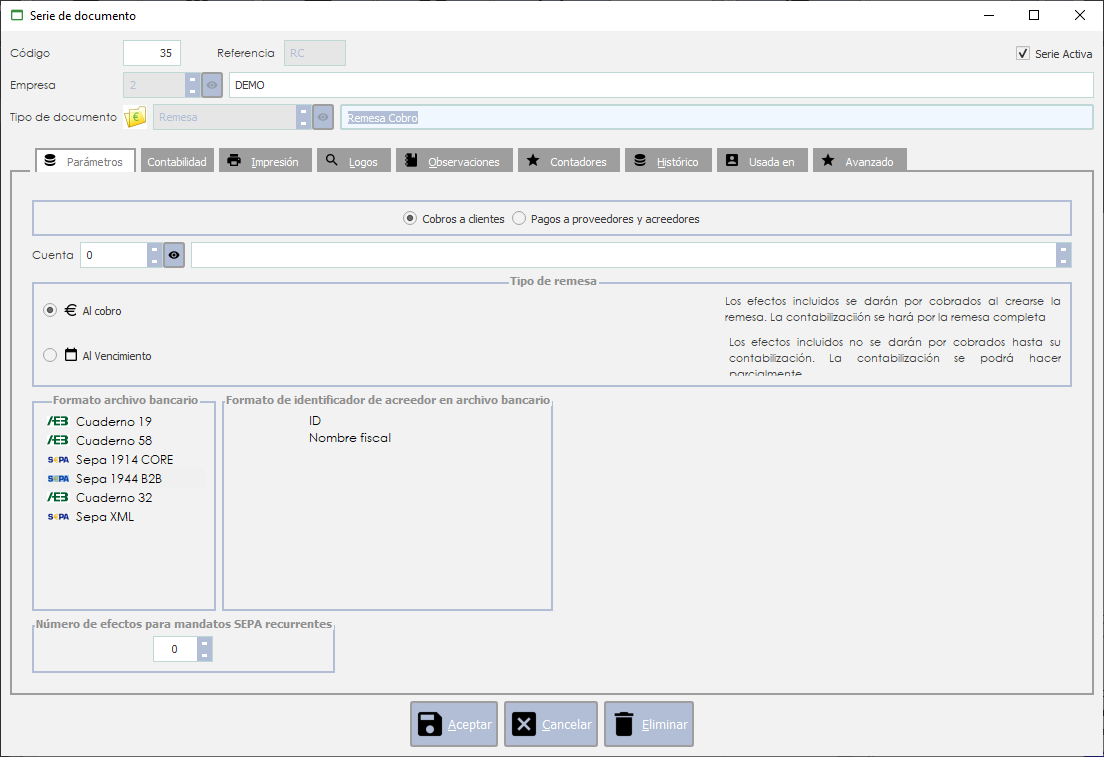 Serie de documento
Código 35 Referencia RC Serie Activa
Empresa 2 DEMO
Tipo de documento Remesa Remesa Cobro
Parámetros Contabilidad Impresión Logos Observaciones Contadores Histórico Usada en Avanzado
Cobros a clientes Pagos a proveedores y acreedores
Cuenta 0
Tipo de remesa
€ Al cobro
Los efectos incluidos se darán por cobrados al crearse la
remesa. La contabilizaciión se hará por la remesa completa
Al Vencimiento
Los efectos incluidos no se darán por cobrados hasta su
contabilización. La contabilización se podrá hacer
parcialmente
Formato archivo bancario
AEB Cuaderno 19
AEB Cuaderno 58
SEPA Sepa 1914 CORE
SEPA Sepa 1944 B2B
AEB Cuaderno 32
SEPA Sepa XML
Formato de identificador de acreedor en archivo bancario
ID
Nombre fiscal
Número de efectos para mandatos SEPA recurrentes
0
Aceptar Cancelar Eliminar